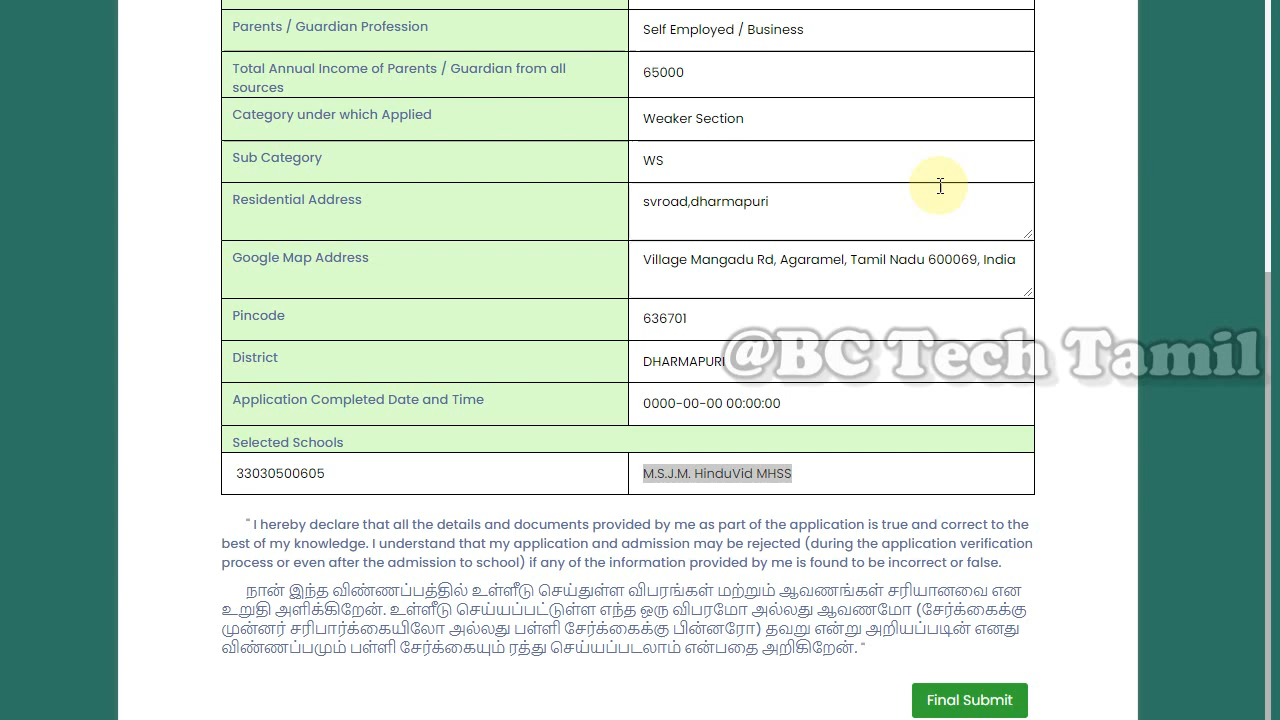 Parents / Guardian Profession
Self Employed / Business
Total Annual Income of Parents / Guardian from all
sources
65000
Category under which Applied
Weaker Section
Sub Category
WS
Residential Address
svroad,dharmapuri
Google Map Address
Village Mangadu Rd, Agaramel, Tamil Nadu 600069, India
Pincode
636701
District
DHARMAPURI
@BC Tech Tamil
Application Completed Date and Time
0000-00-00 00:00:00
Selected Schools
33030500605
M.S.J.M. HinduVid MHSS
" I hereby declare that all the details and documents provided by me as part of the application is true and correct to the
best of my knowledge. I understand that my application and admission may be rejected (during the application verification
process or even after the admission to school) if any of the information provided by me is found to be incorrect or false.
நான் இந்த விண்ணப்பத்தில் உள்ளீடு செய்துள்ள விபரங்கள் மற்றும் ஆவணங்கள் சரியானவை என
உறுதி அளிக்கிறேன். உள்ளீடு செய்யப்பட்டுள்ள எந்த ஒரு விபரமோ அல்லது ஆவணமோ (சேர்க்கைக்கு
முன்னர் சரிபார்க்கையிலோ அல்லது பள்ளி சேர்க்கைக்கு பின்னரோ) தவறு என்று அறியப்படின் எனது
விண்ணப்பமும் பள்ளி சேர்க்கையும் ரத்து செய்யப்படலாம் என்பதை அறிகிறேன். "
Final Submit